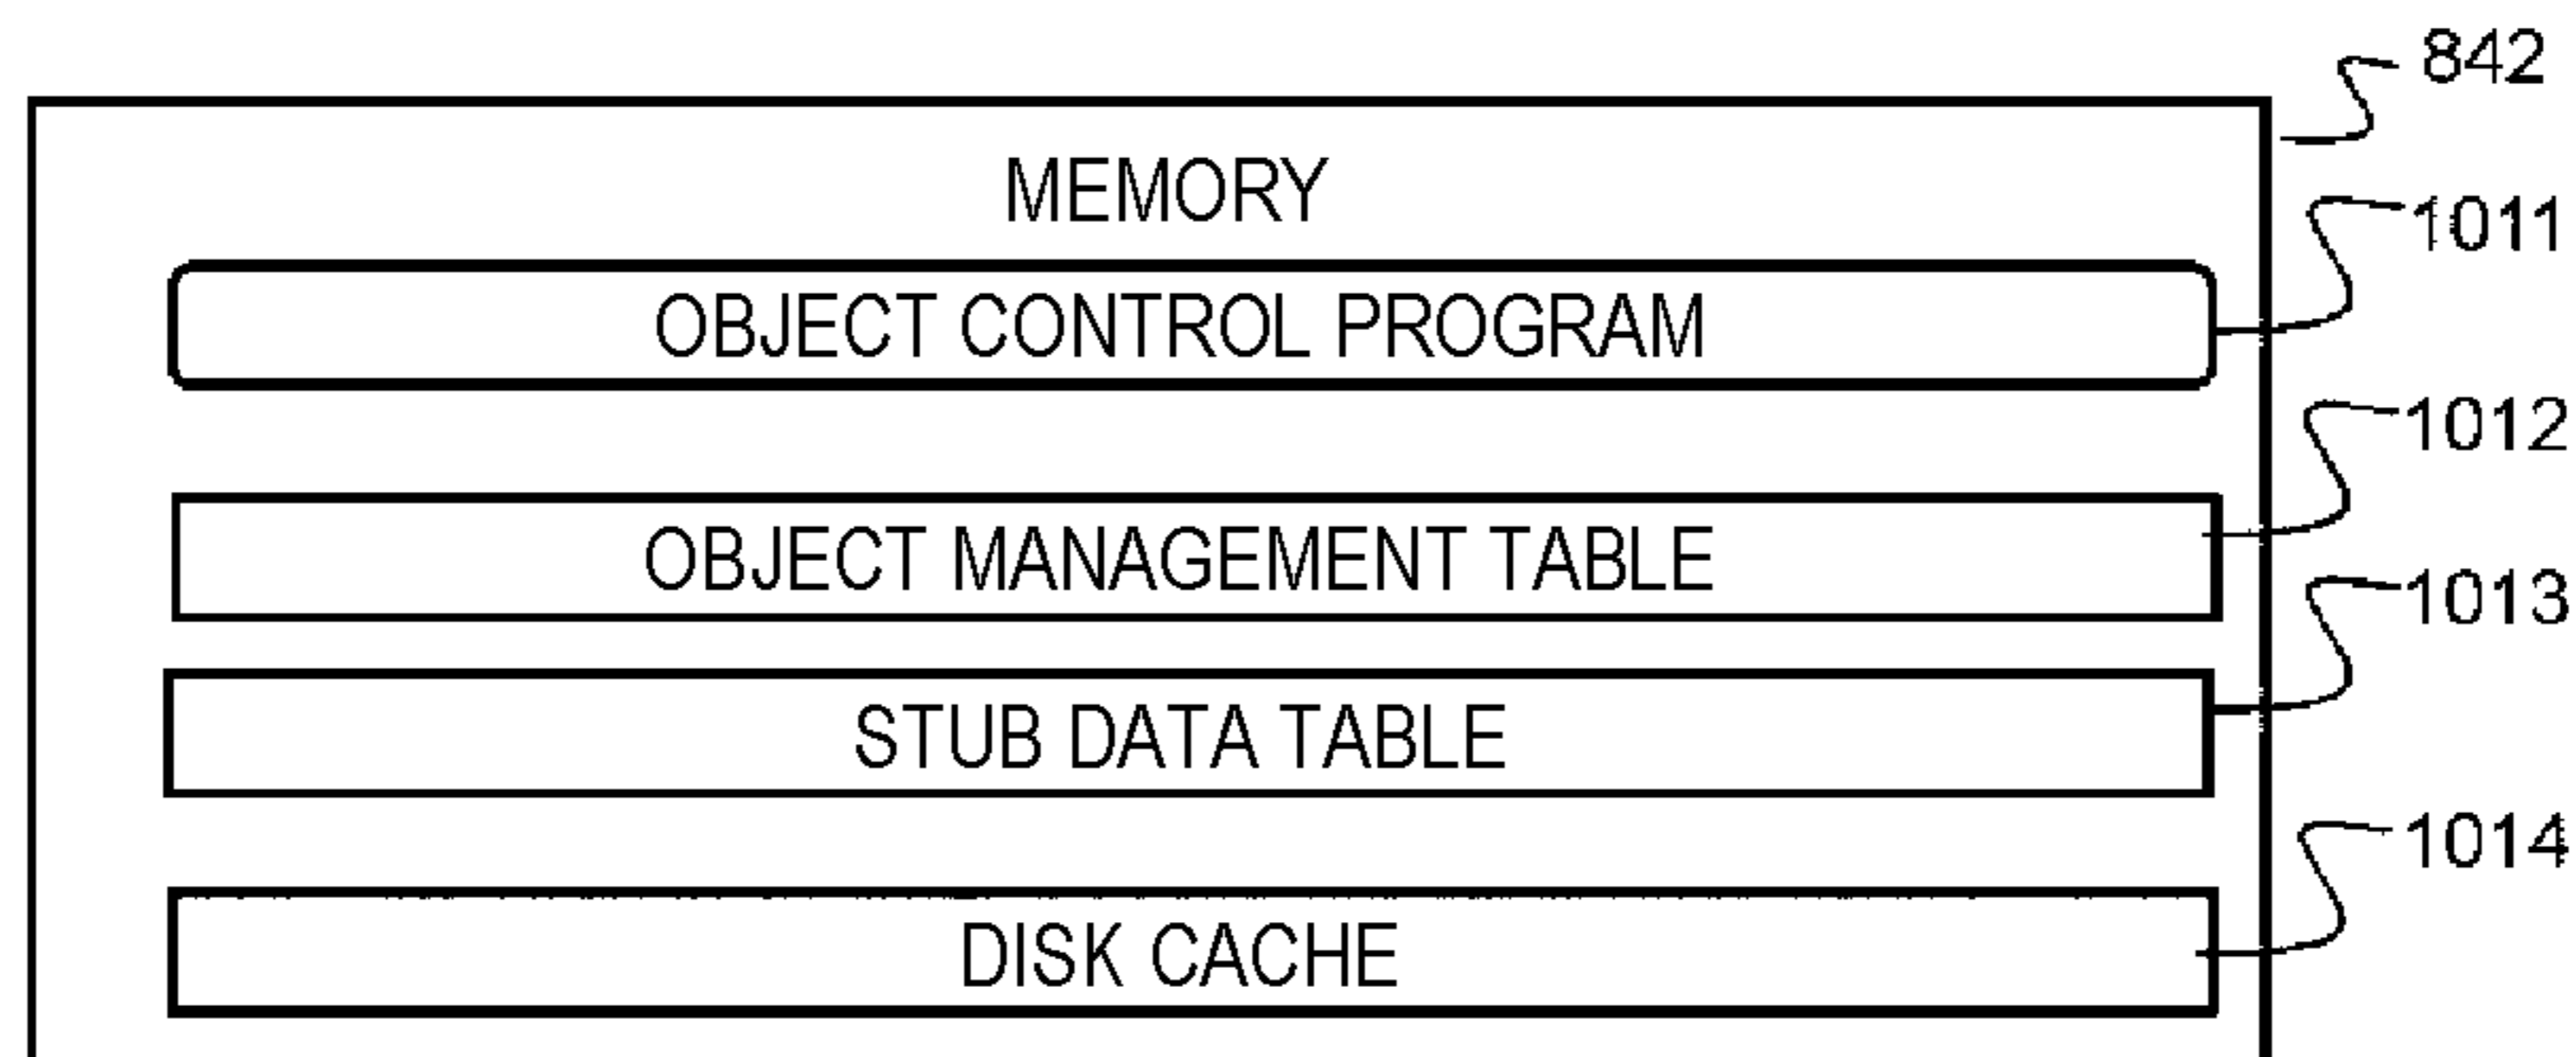 842
MEMORY
1011
OBJECT CONTROL PROGRAM
1012
OBJECT MANAGEMENT TABLE
1013
STUB DATA TABLE
1014
DISK CACHE